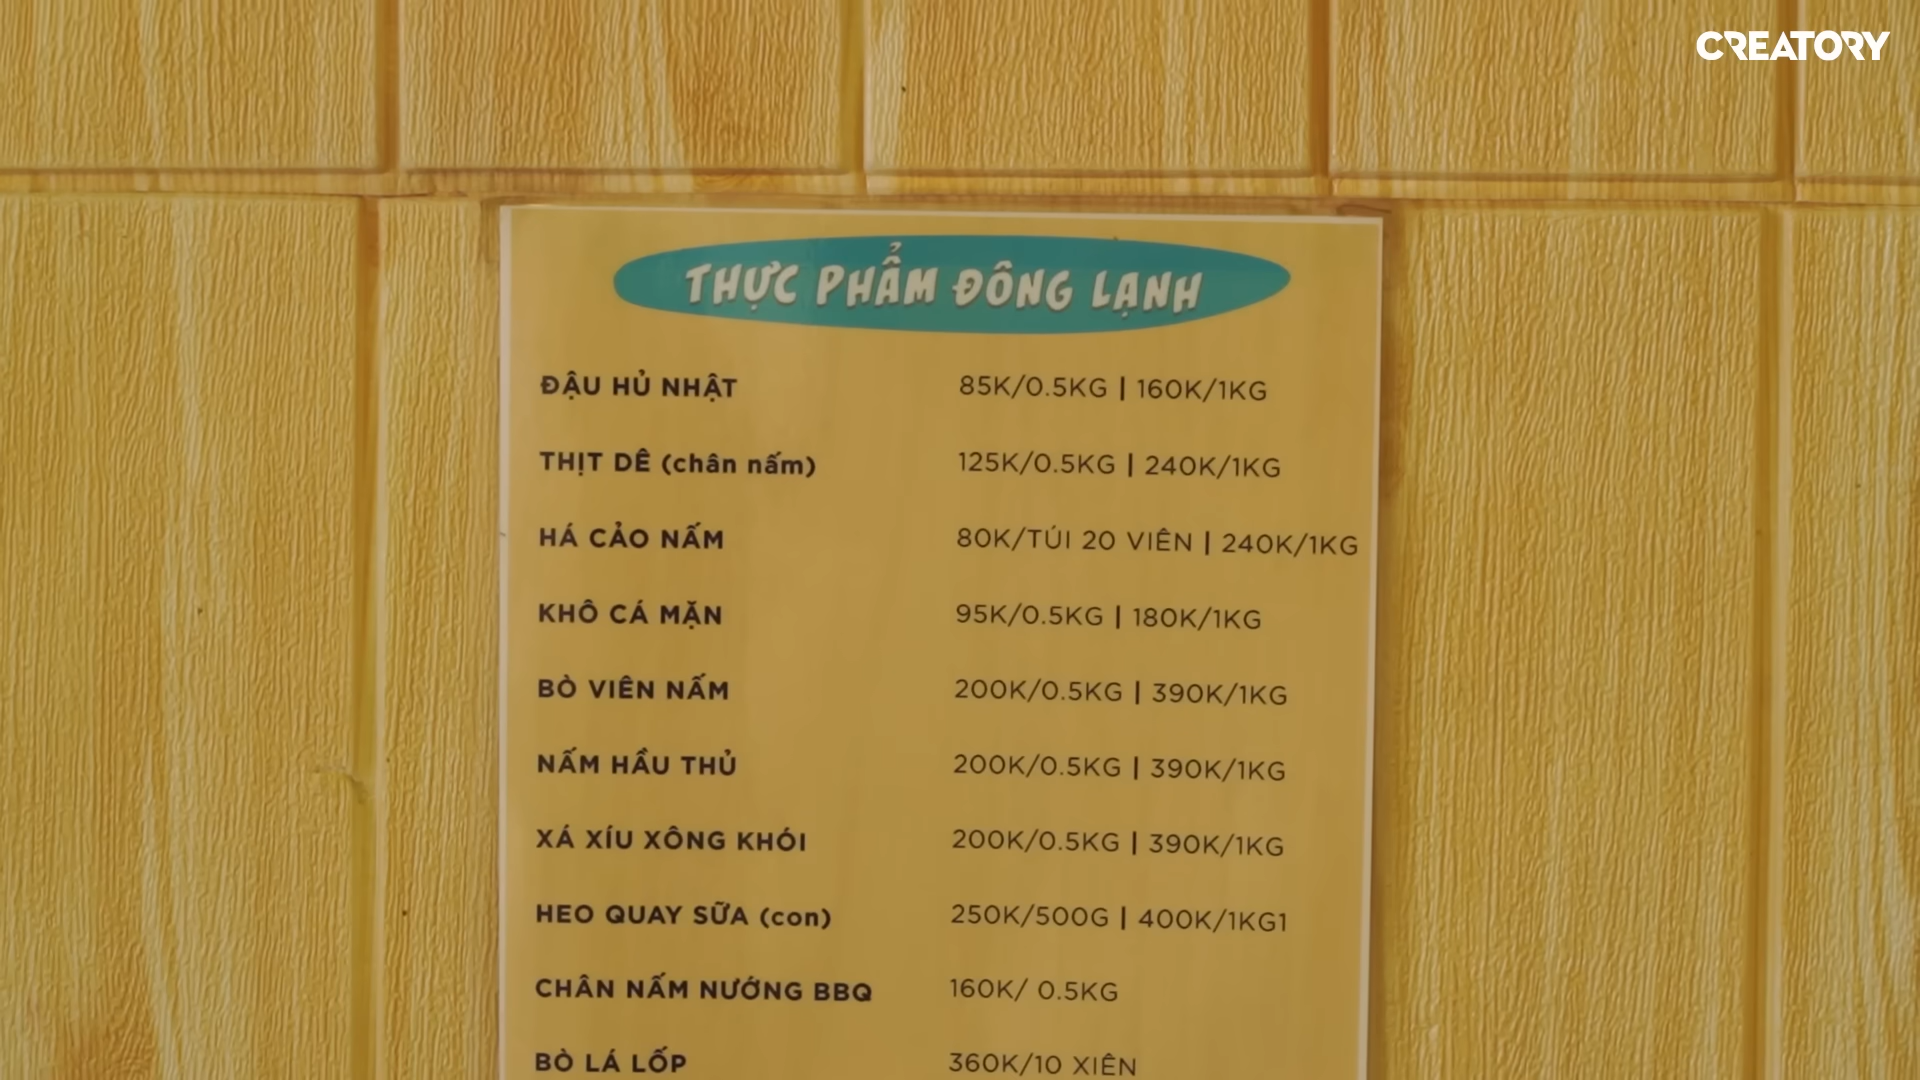 CREATORY
THỰC PHẨM ĐÔNG LẠNH
ĐẬU HỦ NHẬT 85K/0.5KG | 160K/1KG
THỊT DÊ (chân nấm) 125K/0.5KG | 240K/1KG
HÁ CẢO NẤM 80K/TÚI 20 VIÊN | 240K/1KG
KHÔ CÁ MẶN 95K/0.5KG | 180K/1KG
BÒ VIÊN NẤM 200K/0.5KG | 390K/1KG
NẤM HẦU THỦ 200K/0.5KG | 390K/1KG
XÁ XÍU XÔNG KHÓI 200K/0.5KG | 390K/1KG
HEO QUAY SỮA (con) 250K/500G | 400K/1KG1
CHÂN NẤM NƯỚNG BBQ 160K/ 0.5KG
BÒ LÁ LỐP 360K/10 XIÊN